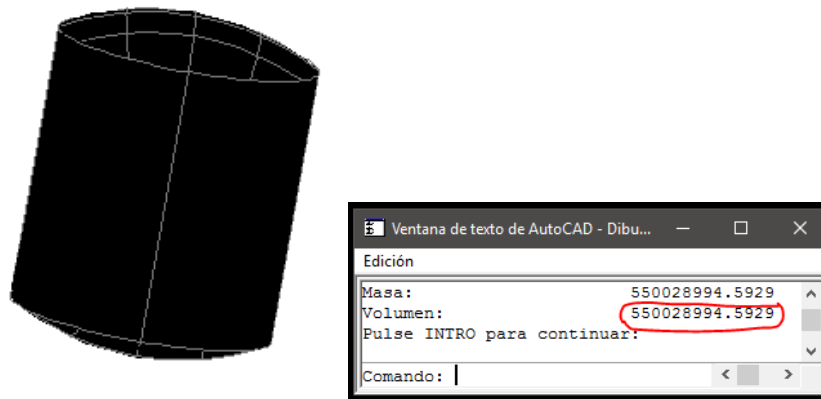 Ventana de texto de AutoCAD - Dibu...
Edición
Masa: 550028994.5929
Volumen: 550028994.5929
Pulse INTRO para continuar:
Comando: